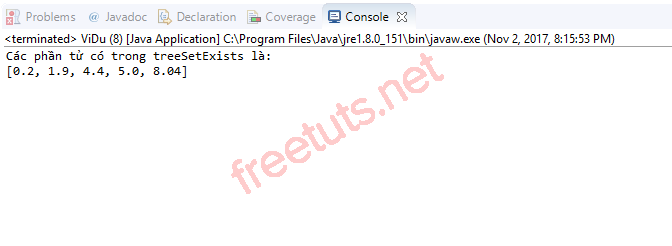 Problems @ Javadoc Declaration Coverage Console
<terminated> ViDu (8) [Java Application] C:\Program Files\Java\jre1.8.0_151\bin\javaw.exe (Nov 2, 2017, 8:15:53 PM)
Các phần tử có trong treeSetExists là:
[0.2, 1.9, 4.4, 5.0, 8.04]
freetuts.net